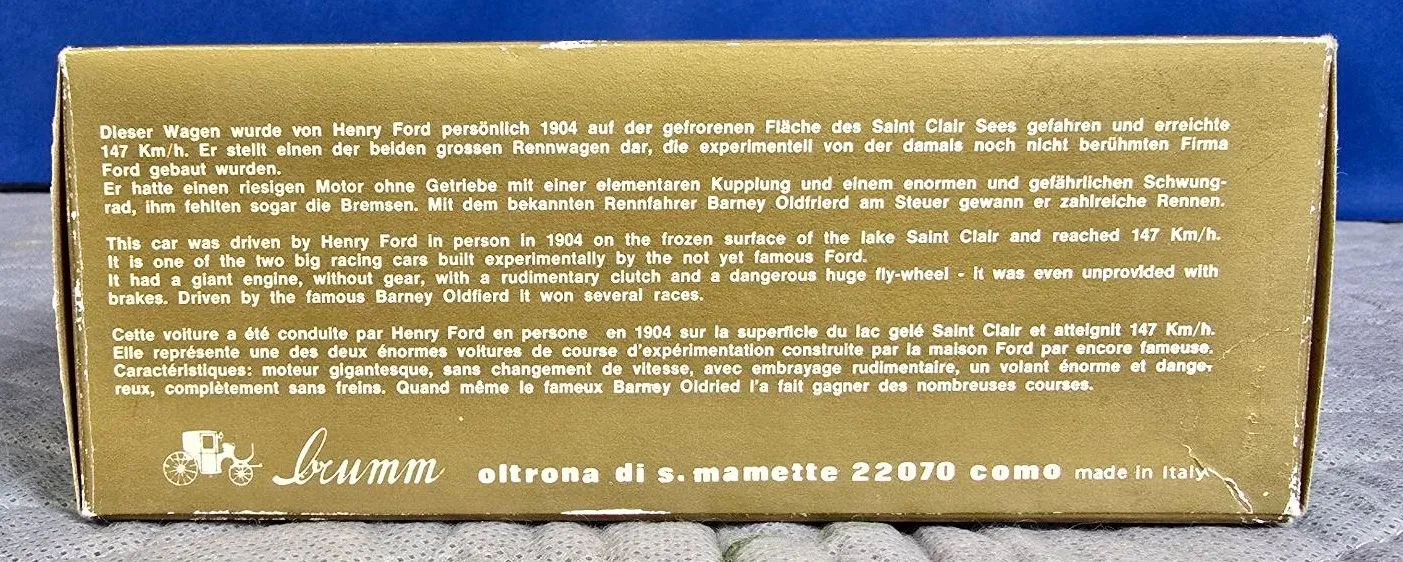 Dieser Wagen wurde von Henry Ford persönlich 1904 auf der gefrorenen Fläche des Saint Clair Sees gefahren und erreichte
147 Km/h. Er stellt einen der beiden grossen Rennwagen dar, die experimentell von der damals noch nicht berühmten Firma
Ford gebaut wurden.
Er hatte einen riesigen Motor ohne Getriebe mit einer elementaren Kupplung und einem enormen und gefährlichen Schwung-
rad, ihm fehlten sogar die Bremsen. Mit dem bekannten Rennfahrer Barney Oldfrierd am Steuer gewann er zahlreiche Rennen.
This car was driven by Henry Ford in person in 1904 on the frozen surface of the lake Saint Clair and reached 147 Km/h.
It is one of the two big racing cars built experimentally by the not yet famous Ford.
It had a giant engine, without gear, with a rudimentary clutch and a dangerous huge fly-wheel - it was even unprovided with
brakes. Driven by the famous Barney Oldfierd it won several races.
Cette voiture a été conduite par Henry Ford en persone en 1904 sur la superficie du lac gelé Saint Clair et atteignit 147 Km/h.
Elle représente une des deux énormes voitures de course d'expérimentation construite par la maison Ford par encore fameuse.
Caractéristiques: moteur gigantesque, sans changement de vitesse, avec embrayage rudimentaire, un volant énorme et dange-
reux, complètement sans freins. Quand même le fameux Barney Oldried l'a fait gagner des nombreuses courses.
brumm oltrona di s. mamette 22070 como made in Italy